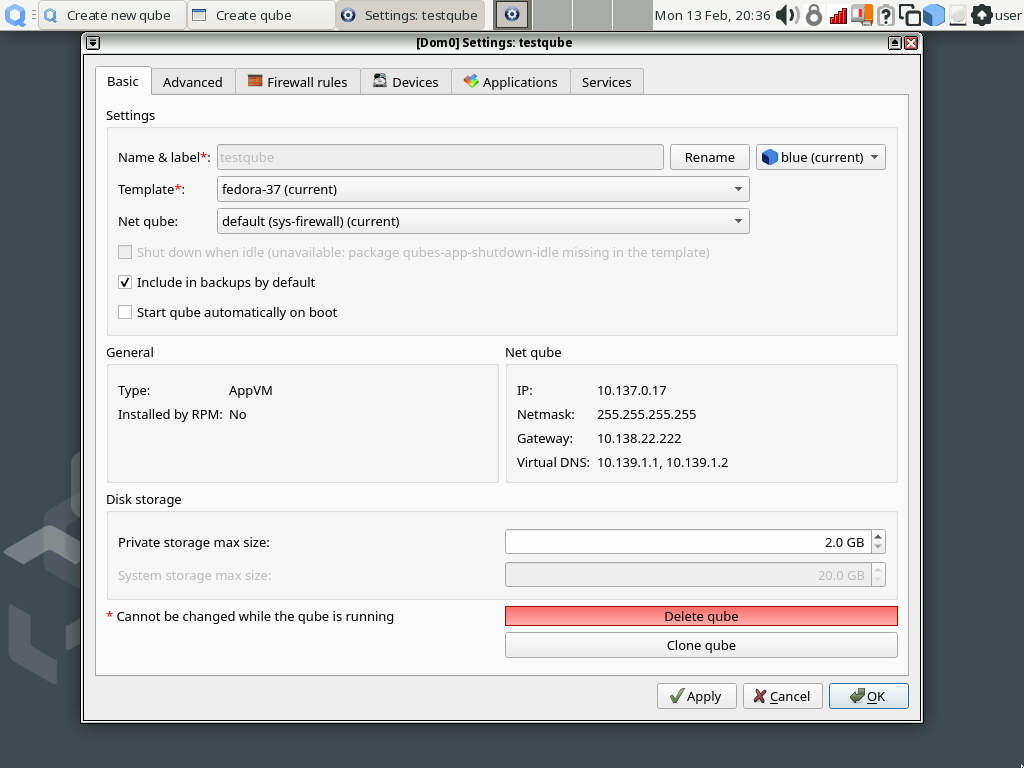 Create new qube Create qube Settings: testqube Mon 13 Feb, 20:36 user
[Dom0] Settings: testqube
Basic Advanced Firewall rules Devices Applications Services
Settings
Name & label*: testqube Rename blue (current)
Template*: fedora-37 (current)
Net qube: default (sys-firewall) (current)
Shut down when idle (unavailable: package qubes-app-shutdown-idle missing in the template)
Include in backups by default
Start qube automatically on boot
General Net qube
Type: AppVM IP: 10.137.0.17
Installed by RPM: No Netmask: 255.255.255.255
Gateway: 10.138.22.222
Virtual DNS: 10.139.1.1, 10.139.1.2
Disk storage
Private storage max size: 2.0 GB
System storage max size: 20.0 GB
* Cannot be changed while the qube is running Delete qube
Clone qube
Apply Cancel OK